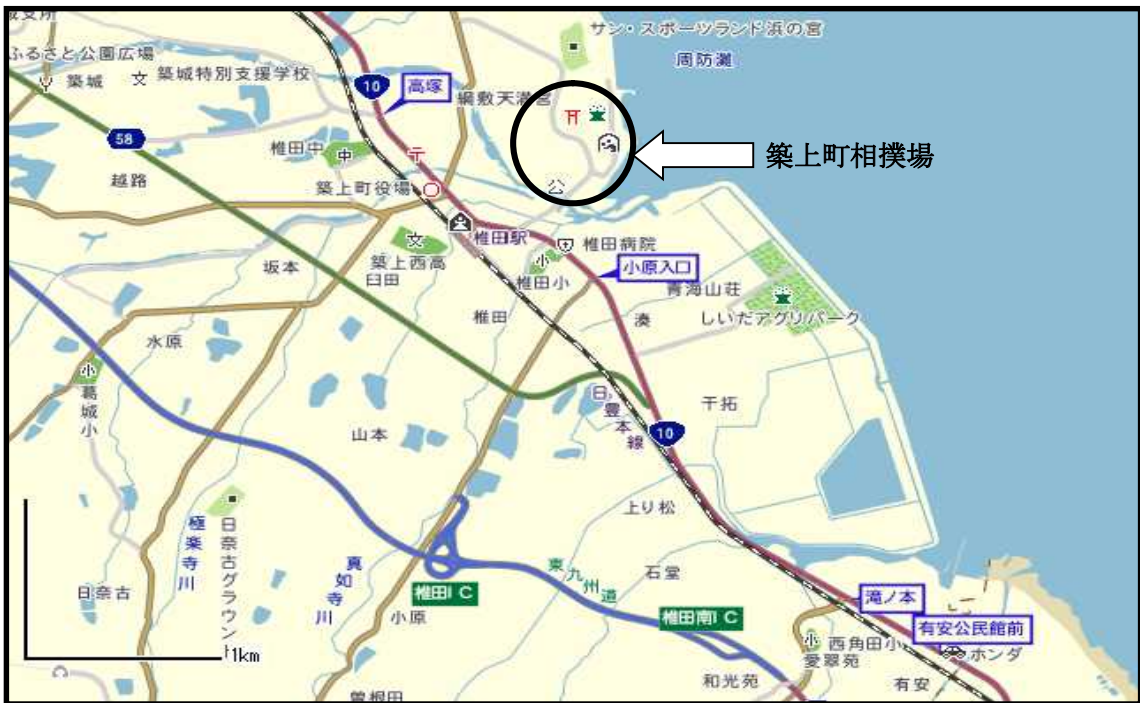 サン・スポーツランド浜の宮
周防灘
ふるさと公園広場
築城
文
築城特別支援学校
10
高塚
綱敷天満宮
58
椎田中
中
築上町相撲場
越路
築上町役場
公
椎田駅
椎田病院
文
築上西高
臼田
小
椎田小
小原入口
坂本
青海山荘
しいだアグリパーク
椎田
湊
水原
小
葛城小
日豊本線
干拓
山本
10
上り松
極楽寺川
日奈古グラウント
真如寺川
東九州道
石堂
日奈古
椎田I C
小原
椎田南I C
滝ノ本
有安公民館前
小
西角田小
愛翠苑
ホンダ
1km
和光苑
有安
曽根田